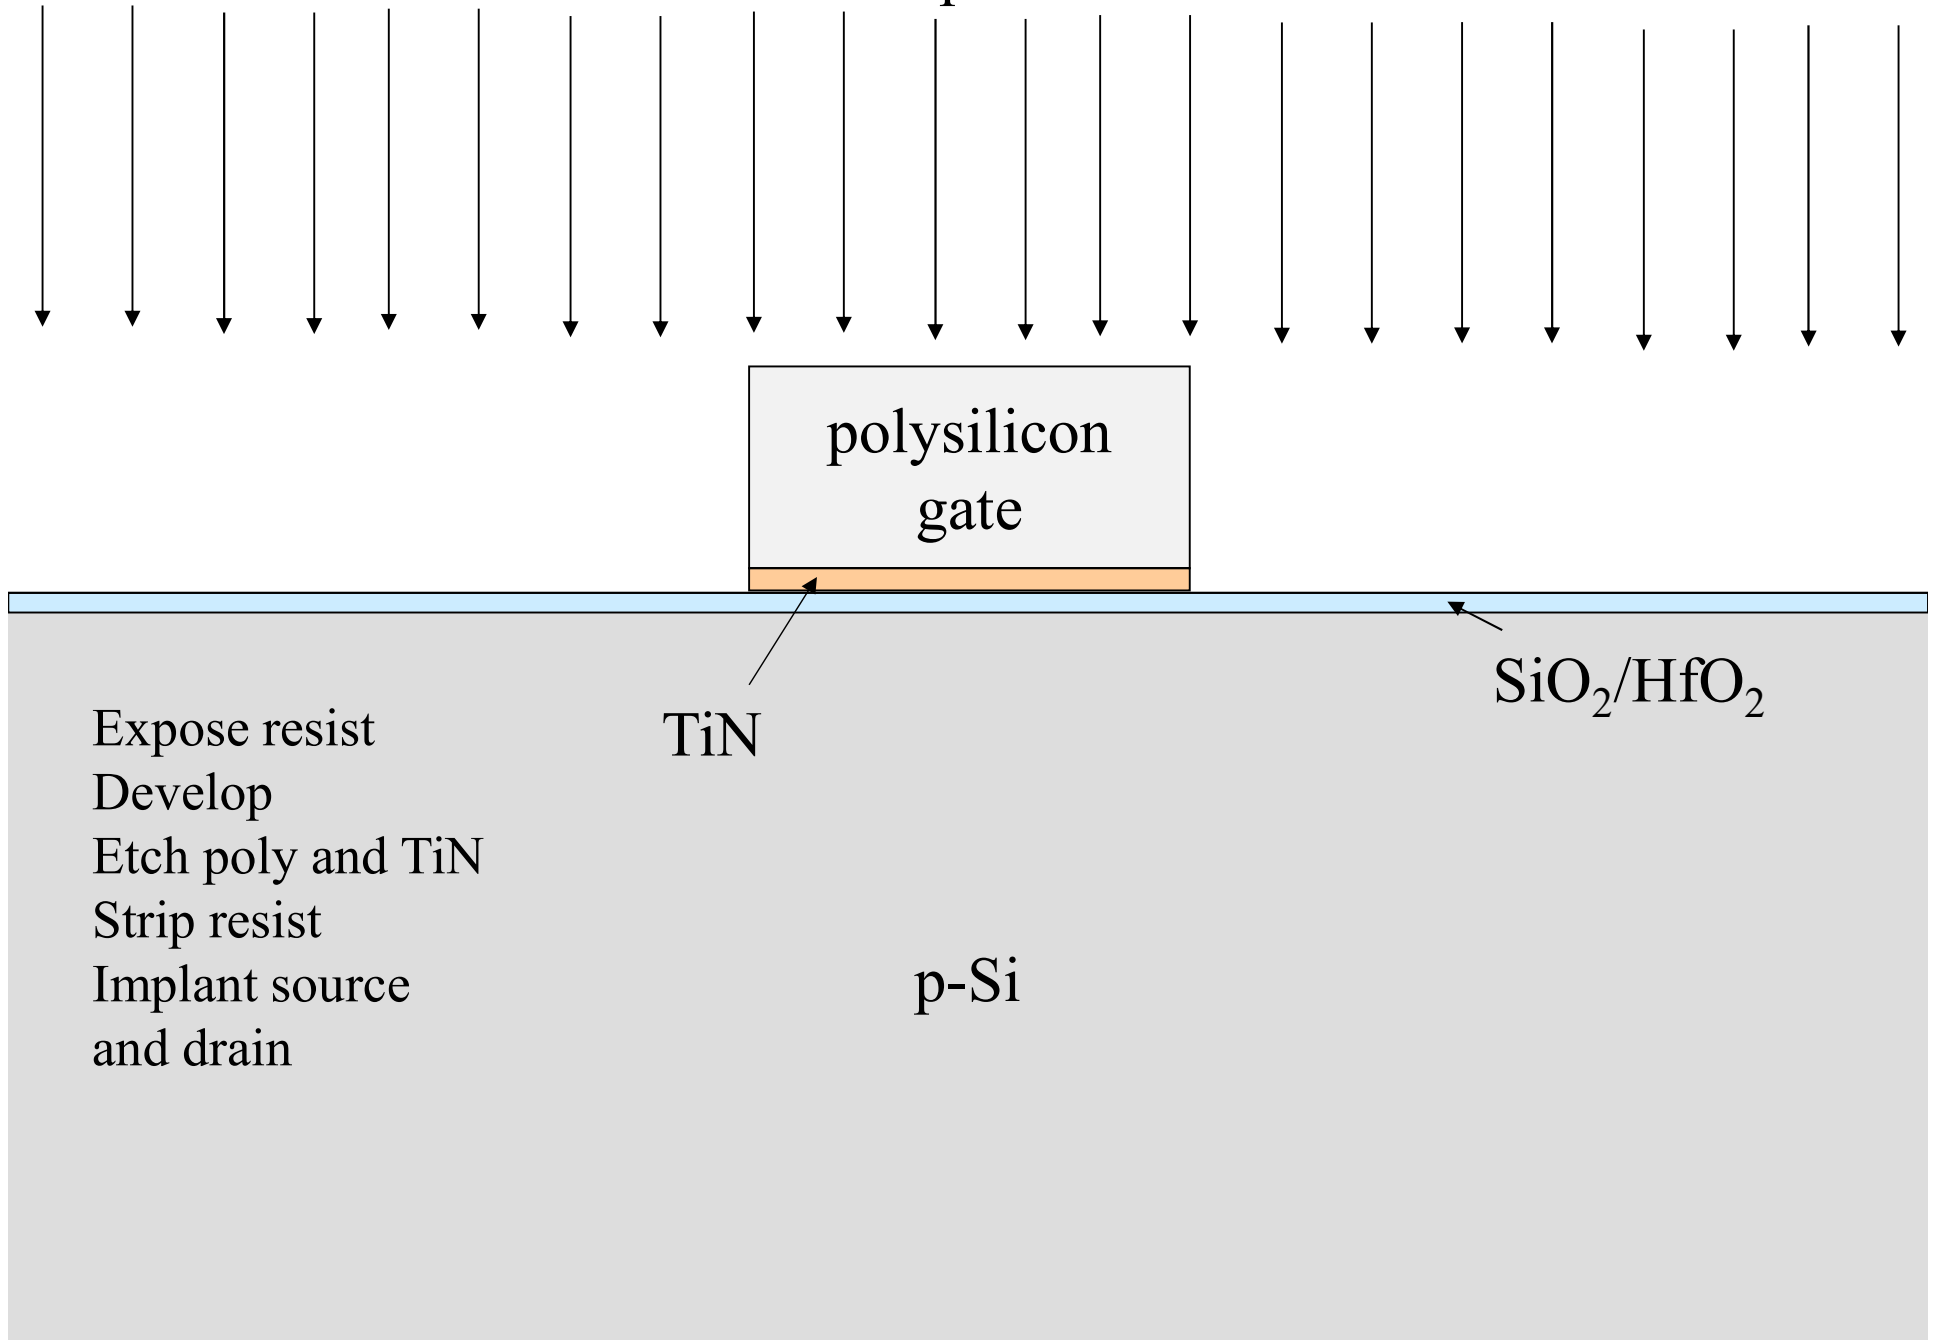 polysilicon
gate
SiO₂/HfO₂
TiN
Expose resist
Develop
Etch poly and TiN
Strip resist
Implant source
and drain
p-Si